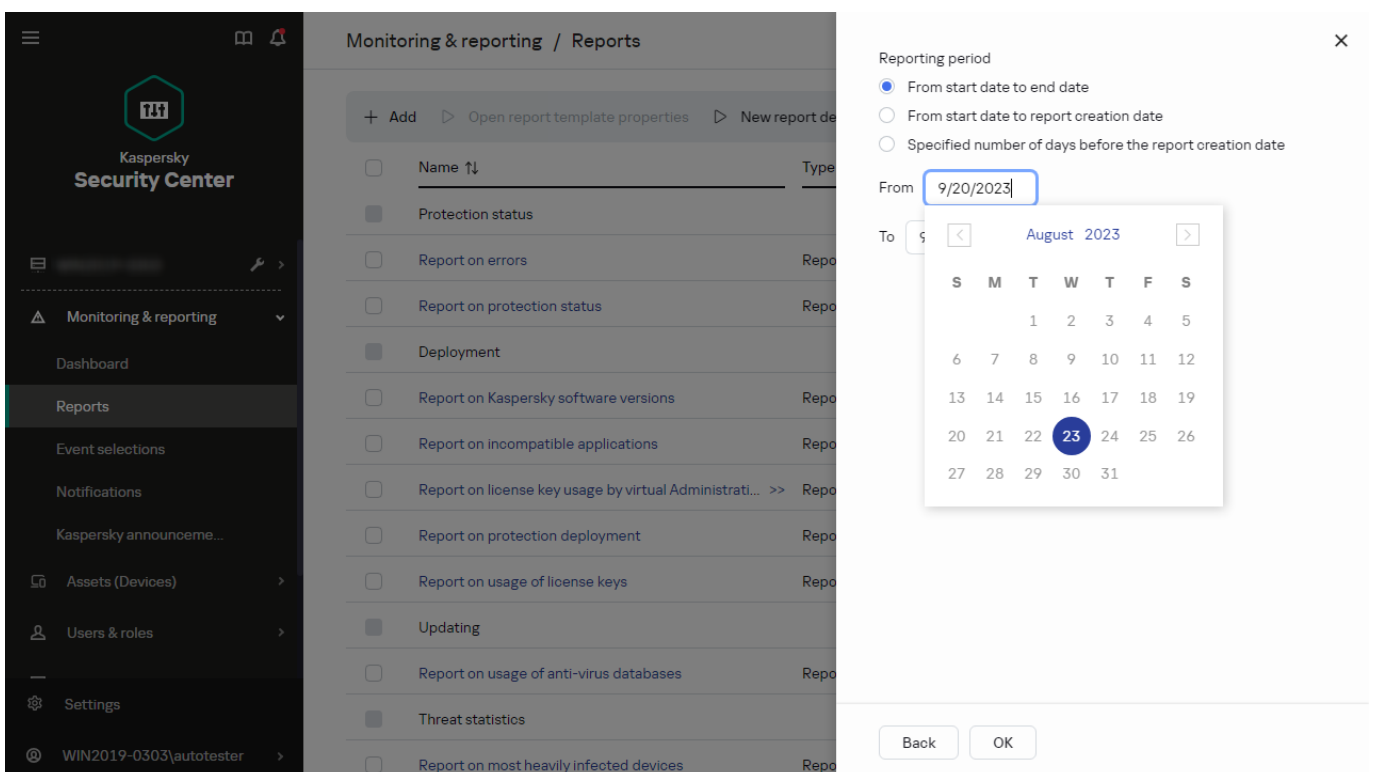 Kaspersky
Security Center
Monitoring & reporting
Dashboard
Reports
Event selections
Notifications
Kaspersky announceme...
Assets (Devices)
Users & roles
Settings
WIN2019-0303\autotester
Monitoring & reporting / Reports
Add Open report template properties New report de
Name Type
Protection status
Report on errors Repo
Report on protection status Repo
Deployment
Report on Kaspersky software versions Repo
Report on incompatible applications Repo
Report on license key usage by virtual Administrati... >> Repo
Report on protection deployment Repo
Report on usage of license keys Repo
Updating
Report on usage of anti-virus databases Repo
Threat statistics
Report on most heavily infected devices Repo
Reporting period
From start date to end date
From start date to report creation date
Specified number of days before the report creation date
From 9/20/2023
To 9
August 2023
S M T W T F S
1 2 3 4 5
6 7 8 9 10 11 12
13 14 15 16 17 18 19
20 21 22 23 24 25 26
27 28 29 30 31
Back OK